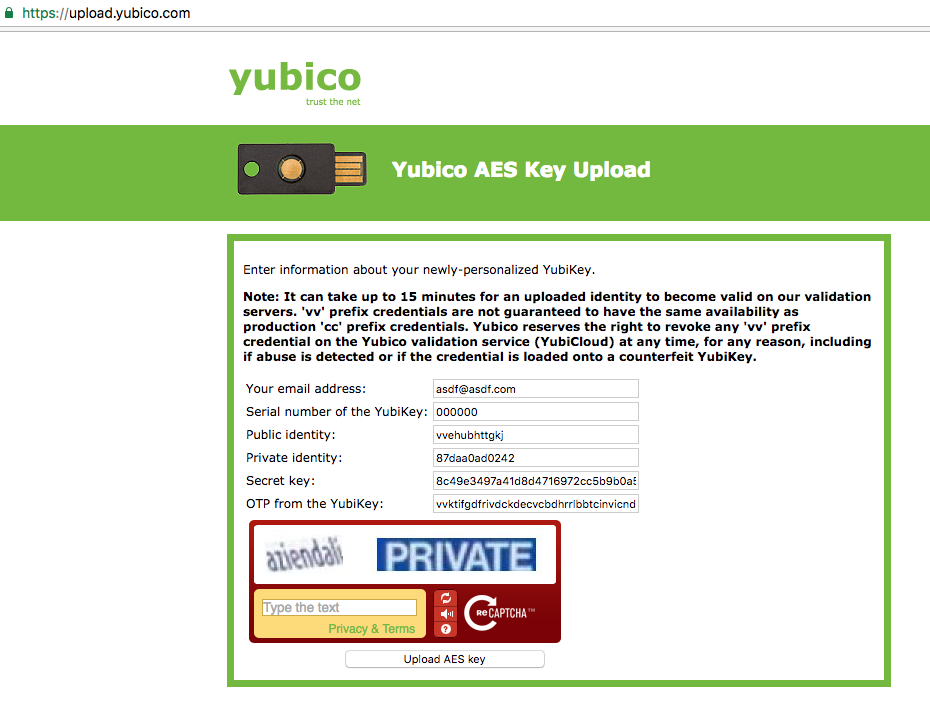 https://upload.yubico.com
yubico
trust the net
Yubico AES Key Upload
Enter information about your newly-personalized YubiKey.
Note: It can take up to 15 minutes for an uploaded identity to become valid on our validation
servers. 'vv' prefix credentials are not guaranteed to have the same availability as
production 'cc' prefix credentials. Yubico reserves the right to revoke any 'vv' prefix
credential on the Yubico validation service (YubiCloud) at any time, for any reason, including
if abuse is detected or if the credential is loaded onto a counterfeit YubiKey.
Your email address: asdf@asdf.com
Serial number of the YubiKey: 000000
Public identity: vvehubhttgkj
Private identity: 87daa0ad0242
Secret key: 8c49e3497a41d8d4716972cc5b9b0a5
OTP from the YubiKey: vvktifgdfrivdckdecvcbdhrrlbbtcinvicnd
aziendali PRIVATE
Type the text
Privacy & Terms
?
reCAPTCHA™
Upload AES key